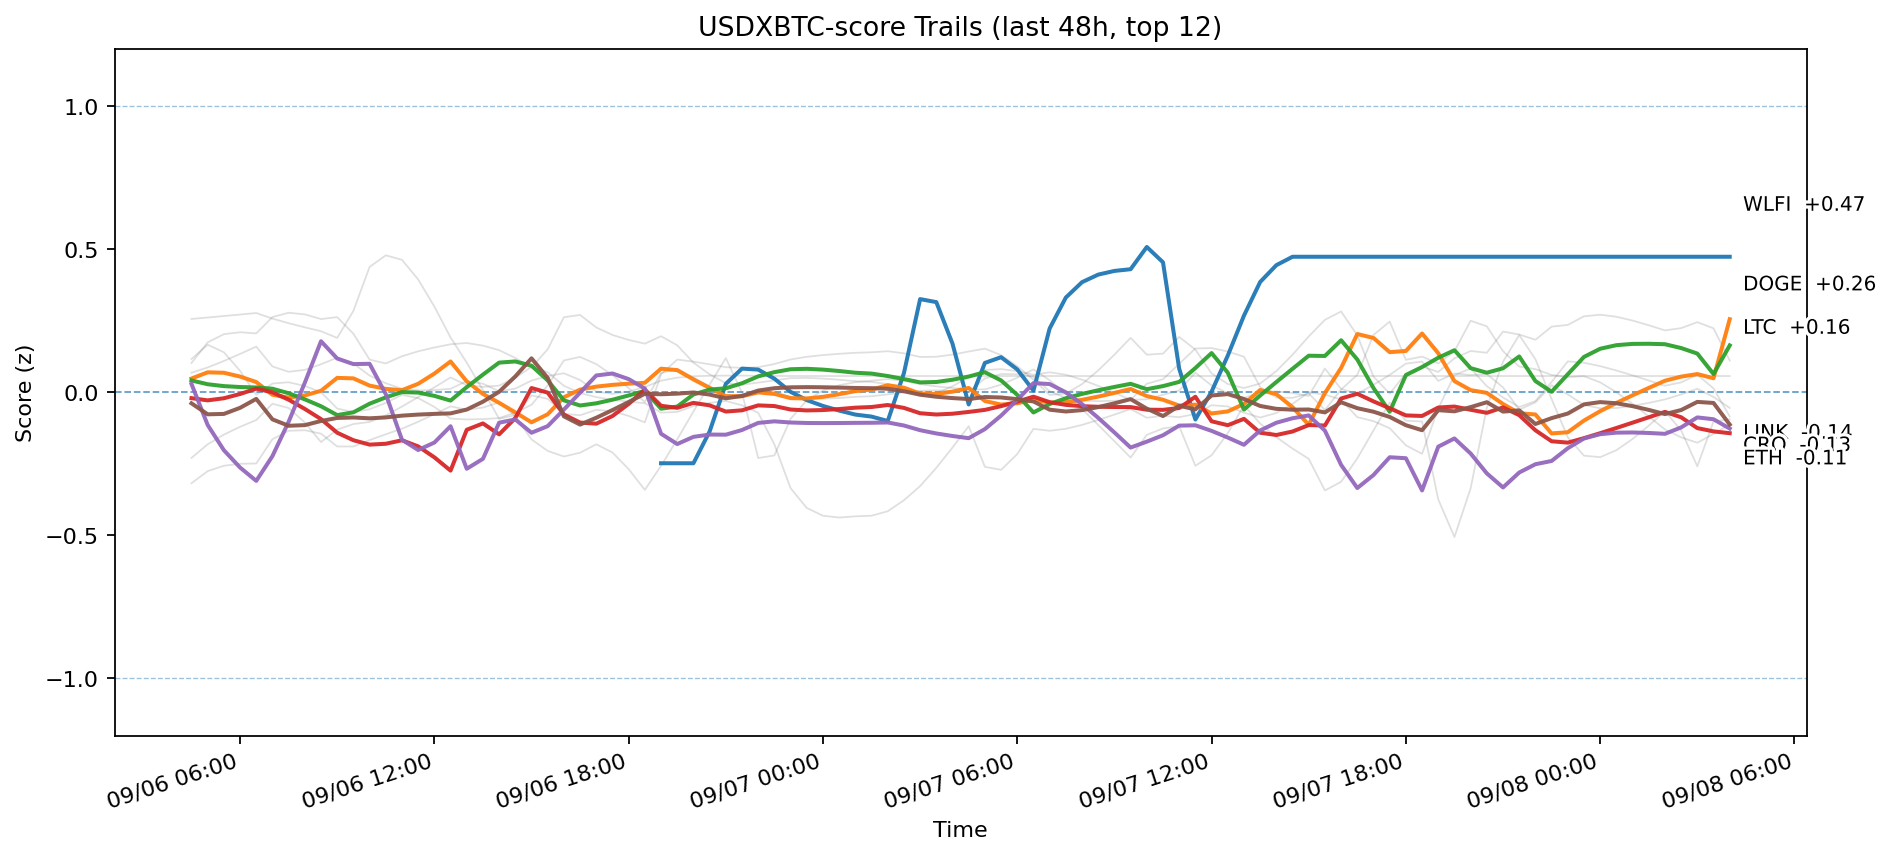 USDXBTC-score Trails (last 48h, top 12)
Score (z)
1.0
0.5
0.0
−0.5
−1.0
WLFI +0.47
DOGE +0.26
LTC +0.16
LINK -0.14
CRO -0.13
ETH -0.11
09/06 06:00
09/06 12:00
09/06 18:00
09/07 00:00
09/07 06:00
09/07 12:00
09/07 18:00
09/08 00:00
09/08 06:00
Time